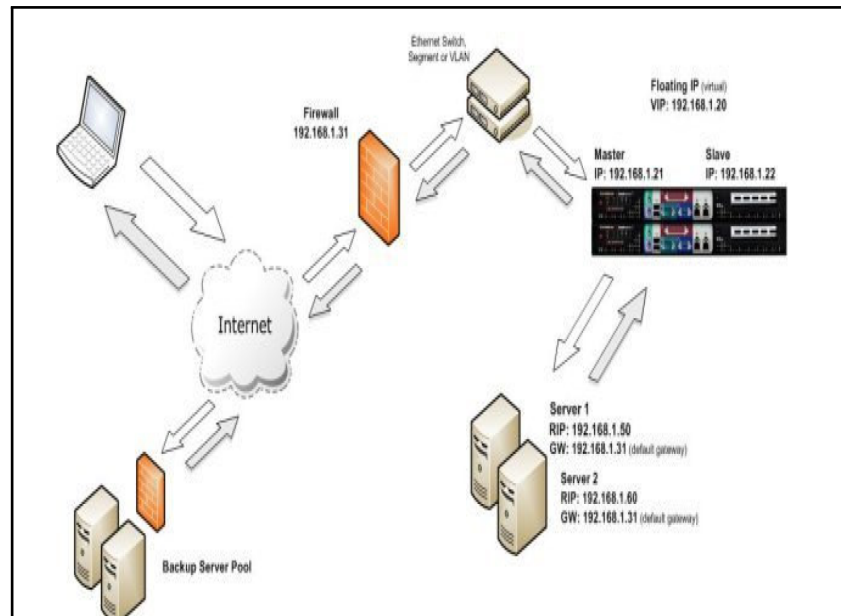 Ethernet Switch,
Segment or VLAN
Floating IP (virtual)
VIP: 192.168.1.20
Firewall
192.168.1.31
Master
IP: 192.168.1.21
Slave
IP: 192.168.1.22
Internet
Server 1
RIP: 192.168.1.50
GW: 192.168.1.31 (default gateway)
Server 2
RIP: 192.168.1.60
GW: 192.168.1.31 (default gateway)
Backup Server Pool